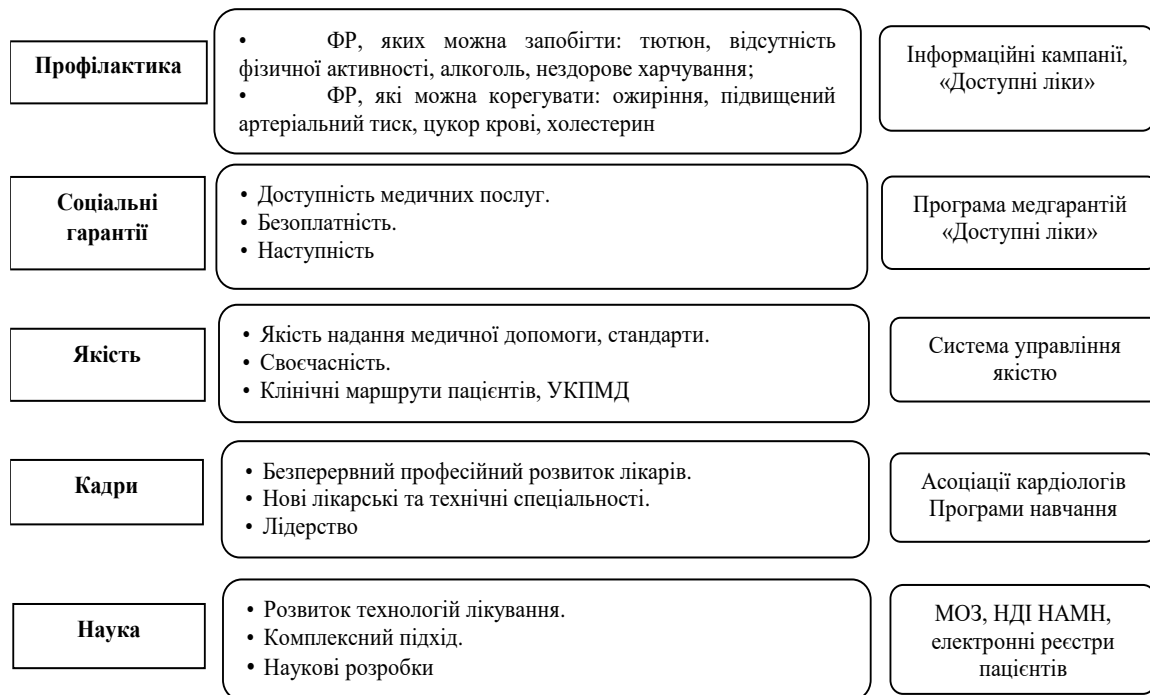 Профілактика
• ФР, яких можна запобігти: тютюн, відсутність
фізичної активності, алкоголь, нездорове харчування;
• ФР, які можна корегувати: ожиріння, підвищений
артеріальний тиск, цукор крові, холестерин
Інформаційні кампанії,
«Доступні ліки»
Соціальні
гарантії
• Доступність медичних послуг.
• Безоплатність.
• Наступність
Програма медгарантій
«Доступні ліки»
Якість
• Якість надання медичної допомоги, стандарти.
• Своєчасність.
• Клінічні маршрути пацієнтів, УКПМД
Система управління
якістю
Кадри
• Безперервний професійний розвиток лікарів.
• Нові лікарські та технічні спеціальності.
• Лідерство
Асоціації кардіологів
Програми навчання
Наука
• Розвиток технологій лікування.
• Комплексний підхід.
• Наукові розробки
МОЗ, НДІ НАМН,
електронні реєстри
пацієнтів